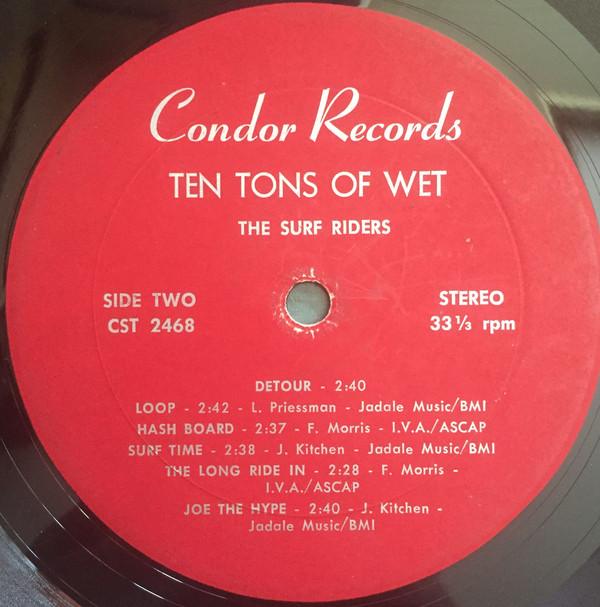 Condor Records
TEN TONS OF WET
THE SURF RIDERS
SIDE TWO
CST 2468
STEREO
33 1/3 rpm
DETOUR - 2:40
LOOP - 2:42 - L. Priessman - Jadale Music/BMI
HASH BOARD - 2:37 - F. Morris - I.V.A./ASCAP
SURF TIME - 2:38 - J. Kitchen - Jadale Music/BMI
THE LONG RIDE IN - 2:28 - F. Morris -
I.V.A./ASCAP
JOE THE HYPE - 2:40 - J. Kitchen -
Jadale Music/BMI